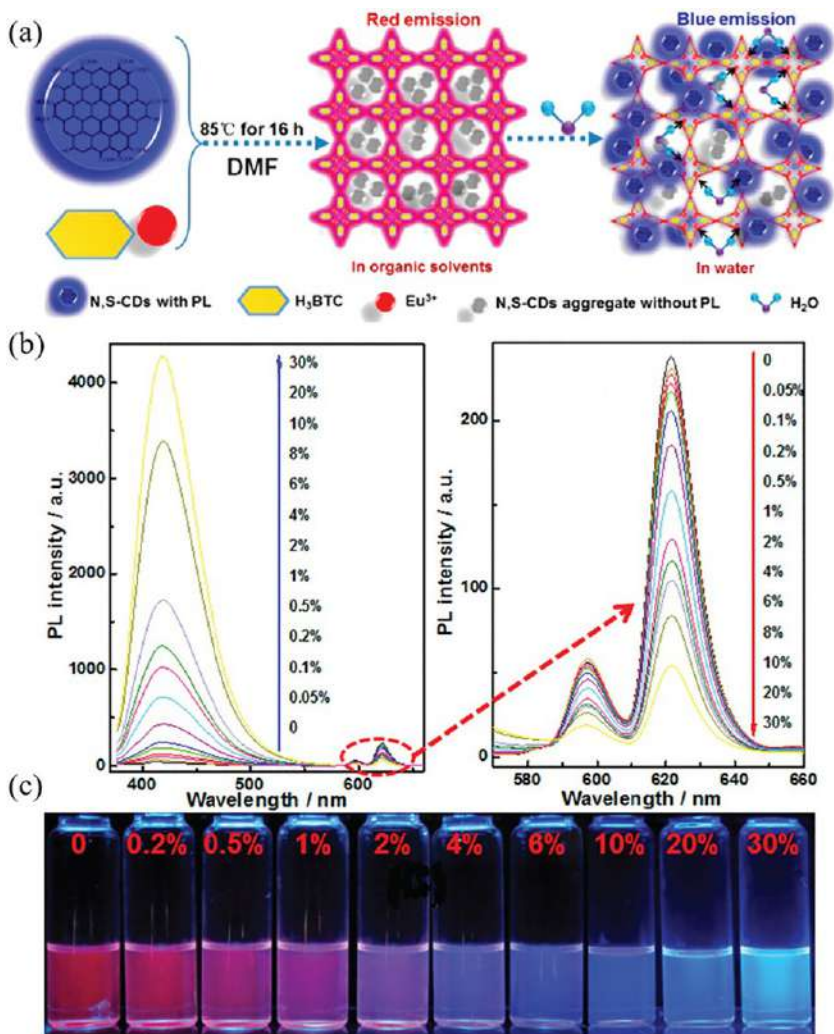 (a)
Red emission
Blue emission
85℃ for 16 h
DMF
In organic solvents
In water
N,S-CDs with PL
H₃BTC
Eu³⁺
N,S-CDs aggregate without PL
H₂O
(b)
PL intensity / a.u.
4000
3000
2000
1000
0
400
500
600
Wavelength / nm
30%
20%
10%
8%
6%
4%
2%
1%
0.5%
0.2%
0.1%
0.05%
0
PL intensity / a.u.
200
100
0
580
600
620
640
660
Wavelength / nm
0
0.05%
0.1%
0.2%
0.5%
1%
2%
4%
6%
8%
10%
20%
30%
(c)
0 0.2% 0.5% 1% 2% 4% 6% 10% 20% 30%